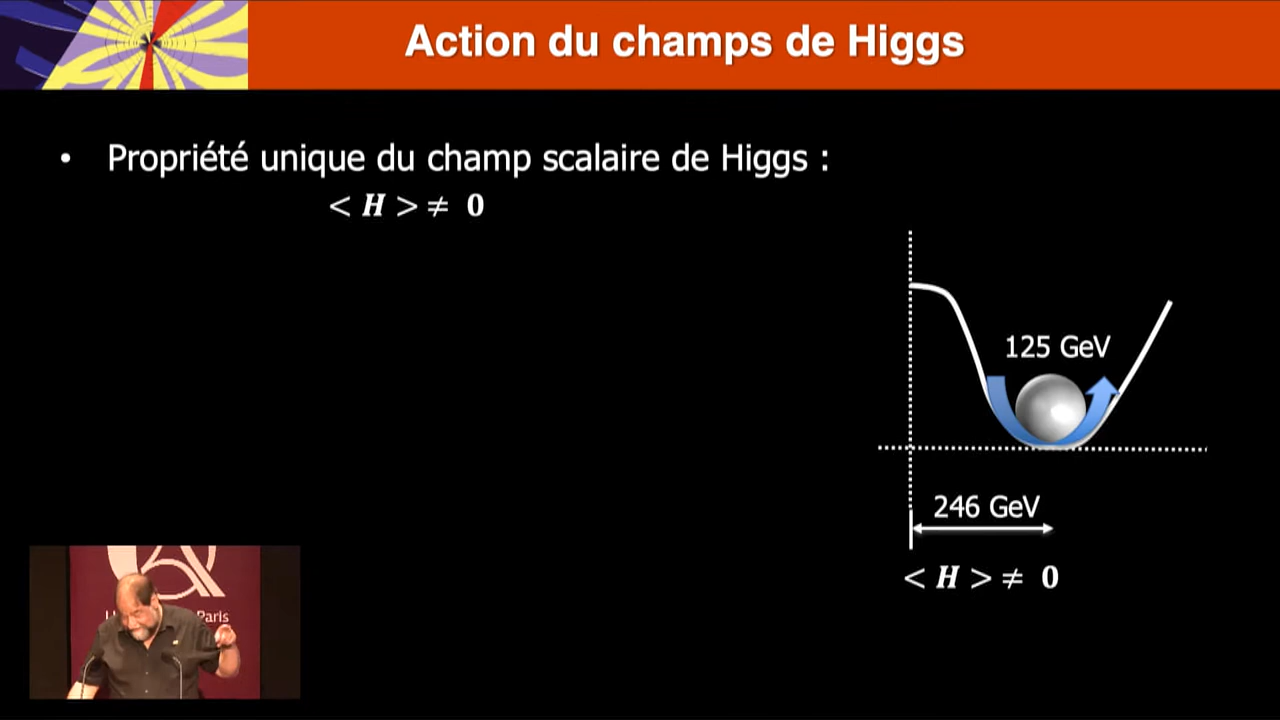 Action du champs de Higgs
• Propriété unique du champ scalaire de Higgs :
< H > ≠ 0
125 GeV
246 GeV
< H > ≠ 0
Paris